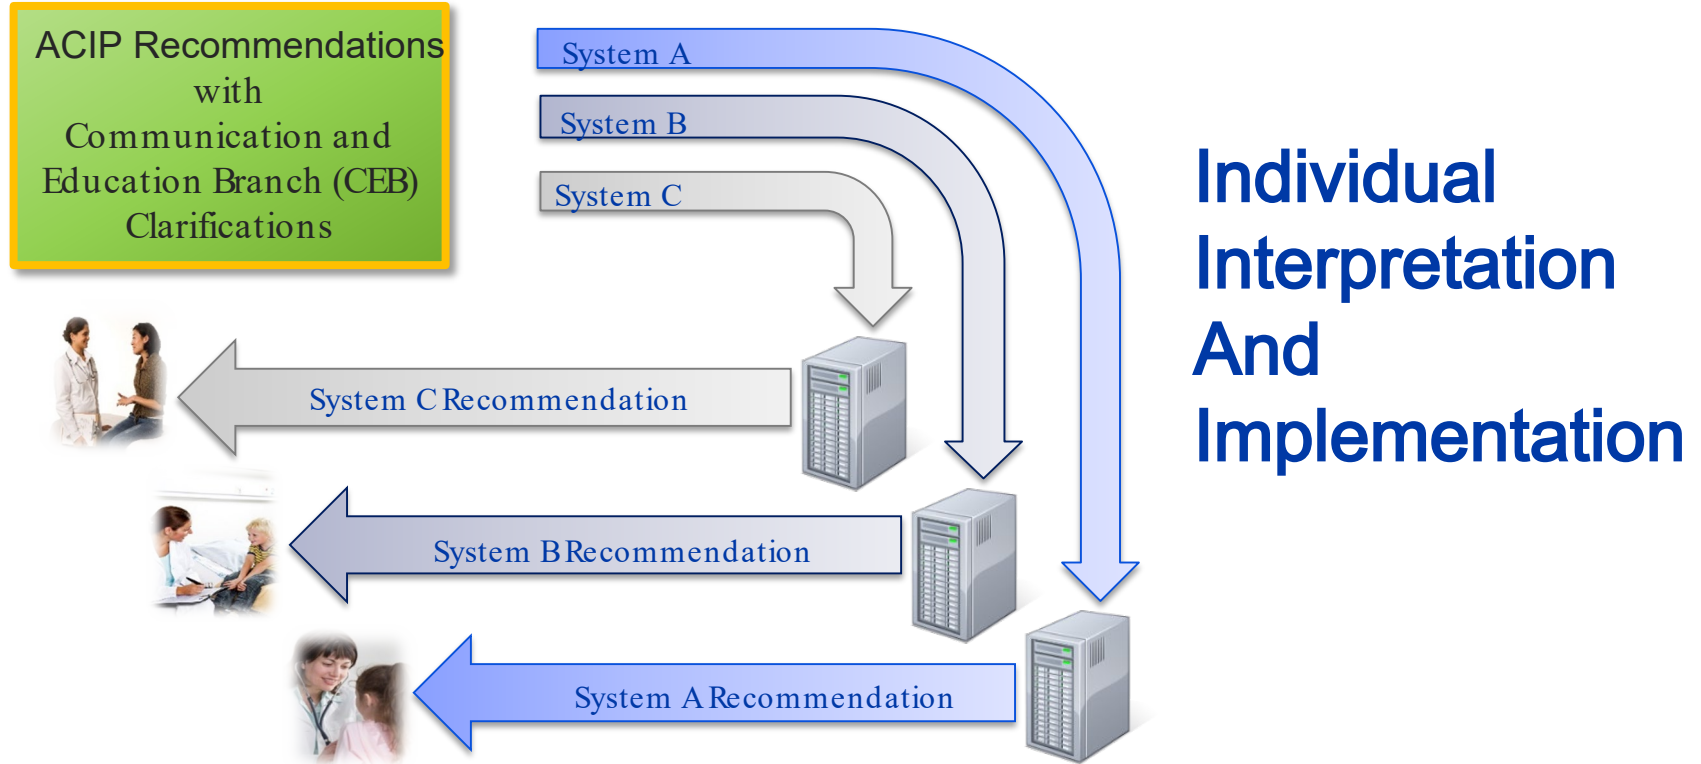 ACIP Recommendations
with
Communication and
Education Branch (CEB)
Clarifications
System A
System B
System C
Individual
Interpretation
And
Implementation
System C Recommendation
System B Recommendation
System A Recommendation